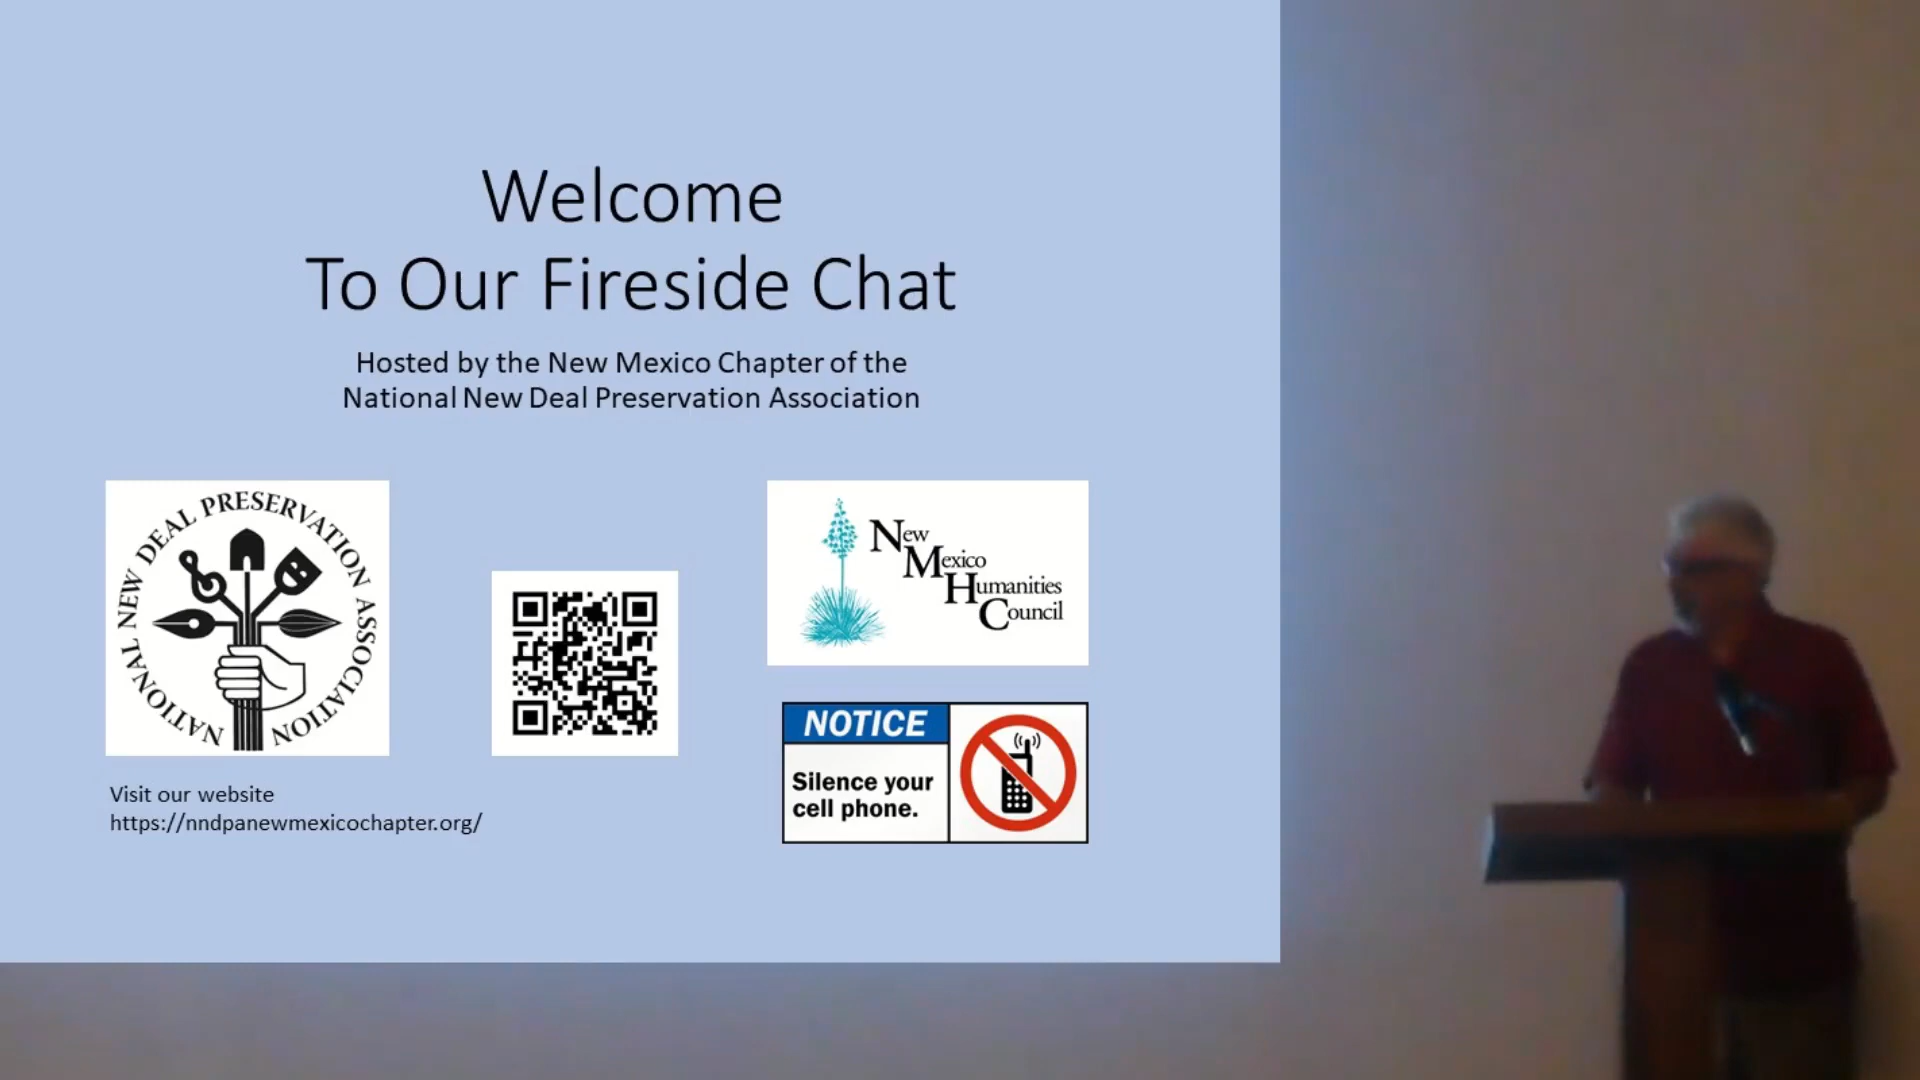 Welcome
To Our Fireside Chat
Hosted by the New Mexico Chapter of the
National New Deal Preservation Association
NATIONAL NEW DEAL PRESERVATION ASSOCIATION
New
Mexico
Humanities
Council
NOTICE
Silence your
cell phone.
Visit our website
https://nndpanewmexicochapter.org/